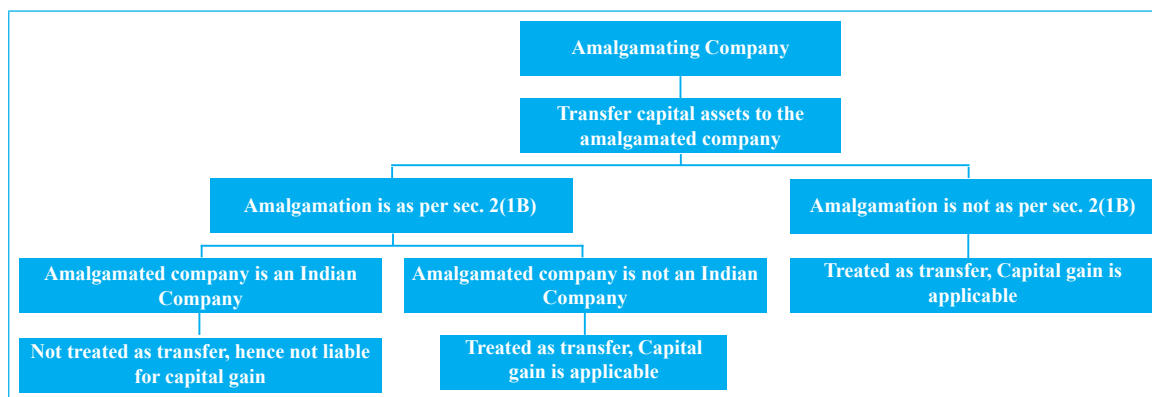 Amalgamating Company
Transfer capital assets to the
amalgamated company
Amalgamation is as per sec. 2(1B)
Amalgamation is not as per sec. 2(1B)
Amalgamated company is an Indian
Company
Amalgamated company is not an Indian
Company
Treated as transfer, Capital gain is
applicable
Not treated as transfer, hence not liable
for capital gain
Treated as transfer, Capital
gain is applicable